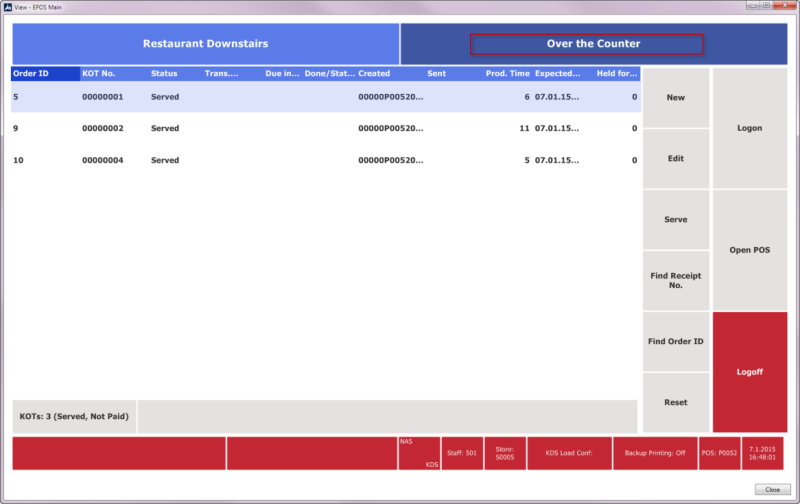 View - EPOS Main
Restaurant Downstairs
Over the Counter
Order ID KOT No. Status Trans.... Due in... Done/Stat... Created Sent Prod. Time Expected... Held for...
5 00000001 Served 00000P00520... 6 07.01.15... 0
9 00000002 Served 00000P00520... 11 07.01.15... 0
10 00000004 Served 00000P00520... 5 07.01.15... 0
New
Logon
Edit
Serve
Open POS
Find Receipt
No.
Find Order ID
Logoff
Reset
KOTs: 3 (Served, Not Paid)
NAS
KDS
Staff: 501
Store:
S0005
KDS Load Conf:
Backup Printing: Off
POS: P0052
7.1.2015
16:48:01
Close